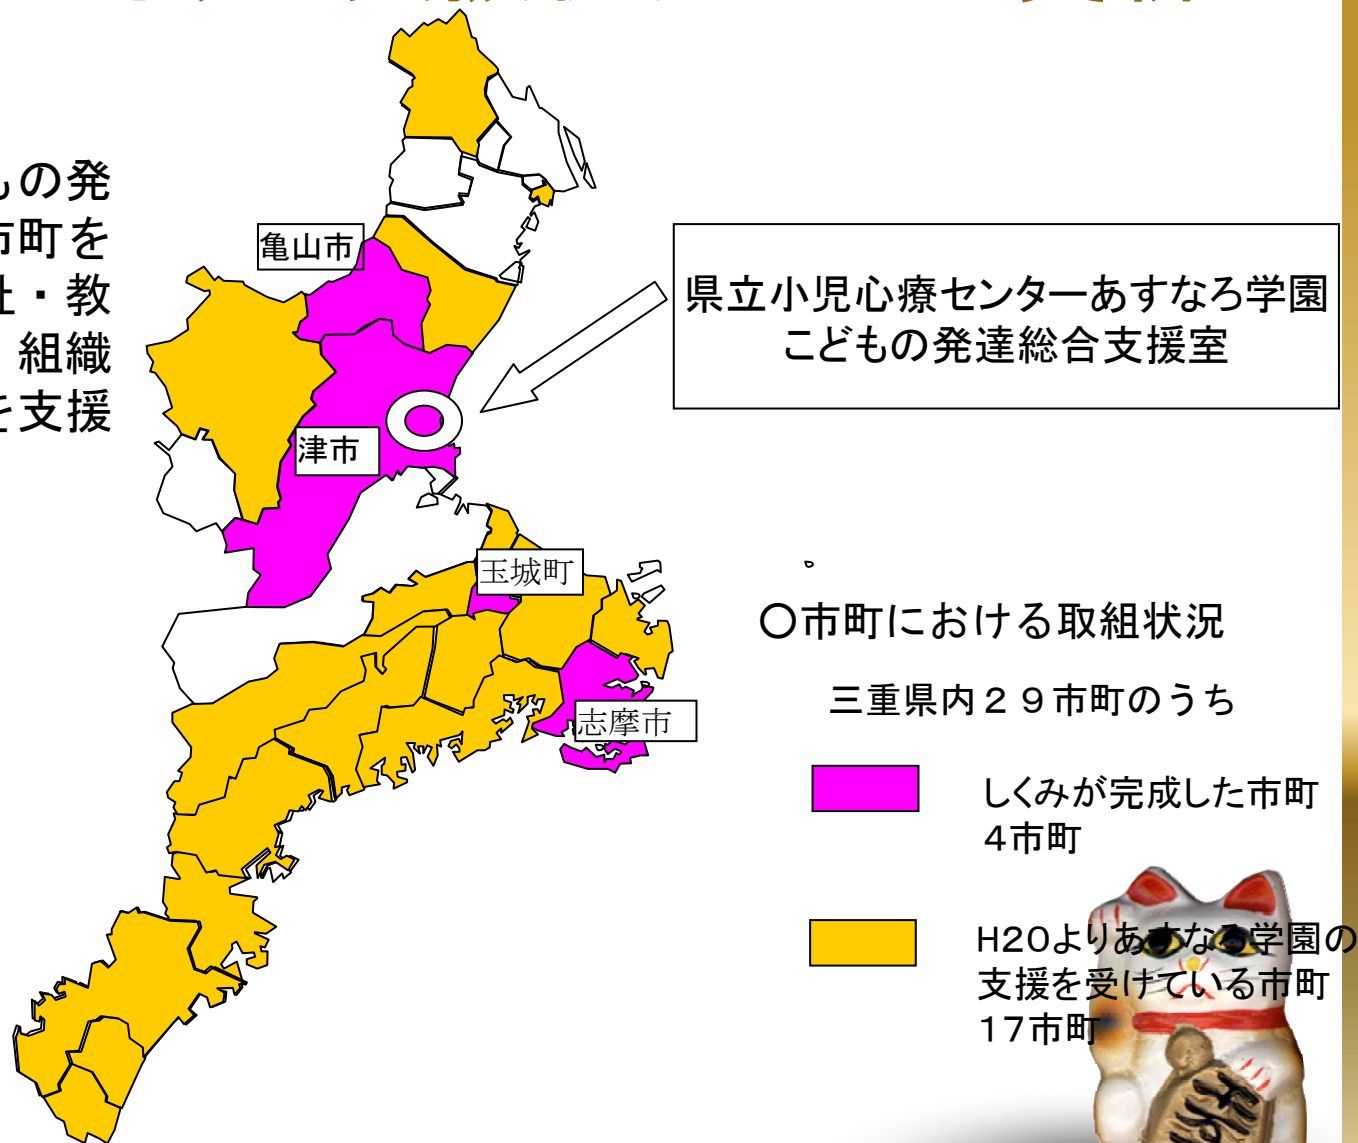 もの発
市町を
祉・教
組織
を支援
亀山市
県立小児心療センターあすなろ学園
こどもの発達総合支援室
津市
玉城町
志摩市
。
〇市町における取組状況
三重県内２９市町のうち
しくみが完成した市町
４市町
H20よりあすなろ学園の
支援を受けている市町
17市町